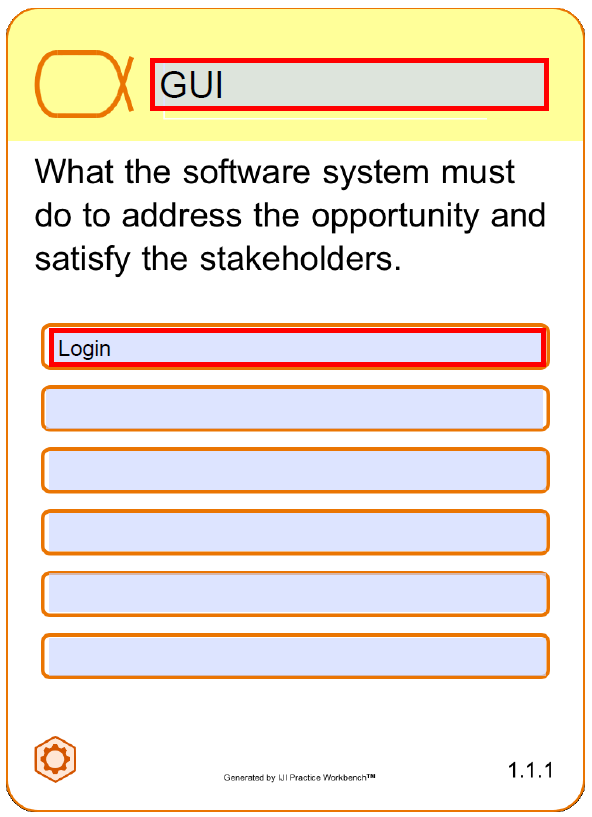 GUI
What the software system must
do to address the opportunity and
satisfy the stakeholders.
Login
Generated by IJI Practice Workbench™
1.1.1